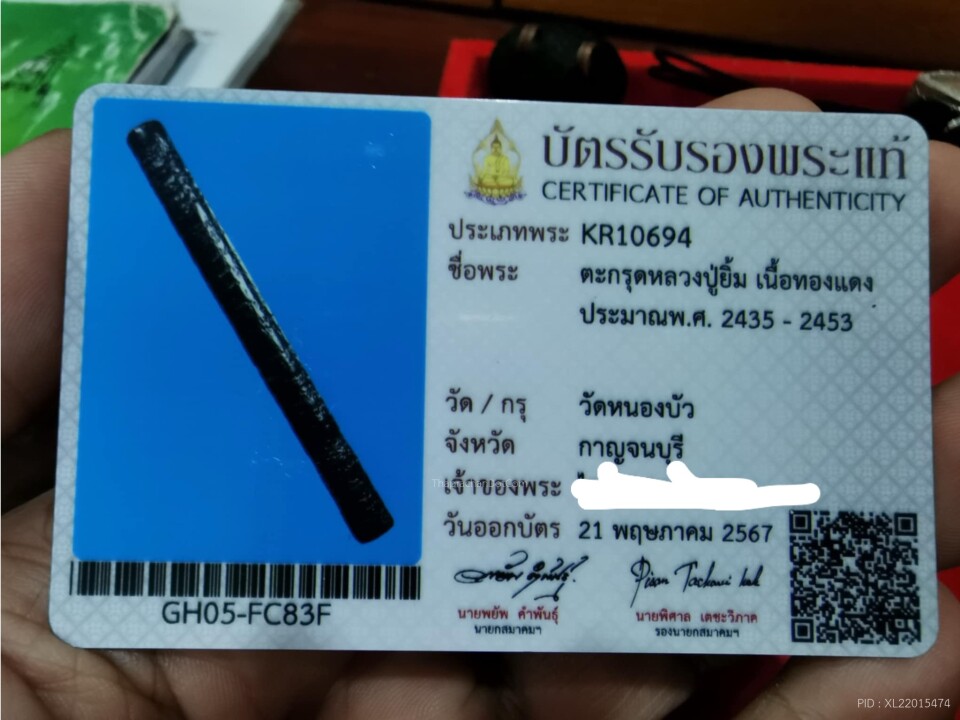 บัตรรับรองพระแท้
CERTIFICATE OF AUTHENTICITY
ประเภทพระ KR10694
ชื่อพระ ตะกรุดหลวงปู่ยิ้ม เนื้อทองแดง
ประมาณพ.ศ. 2435 - 2453
วัด / กรุ วัดหนองบัว
จังหวัด กาญจนบุรี
เจ้าของพระ
วันออกบัตร 21 พฤษภาคม 2567
นายพยัพ คำพันธุ์
นายกสมาคมฯ
นายพิศาล เตชะวิภาค
รองนายกสมาคมฯ
GH05-FC83F
PID : XL22015474